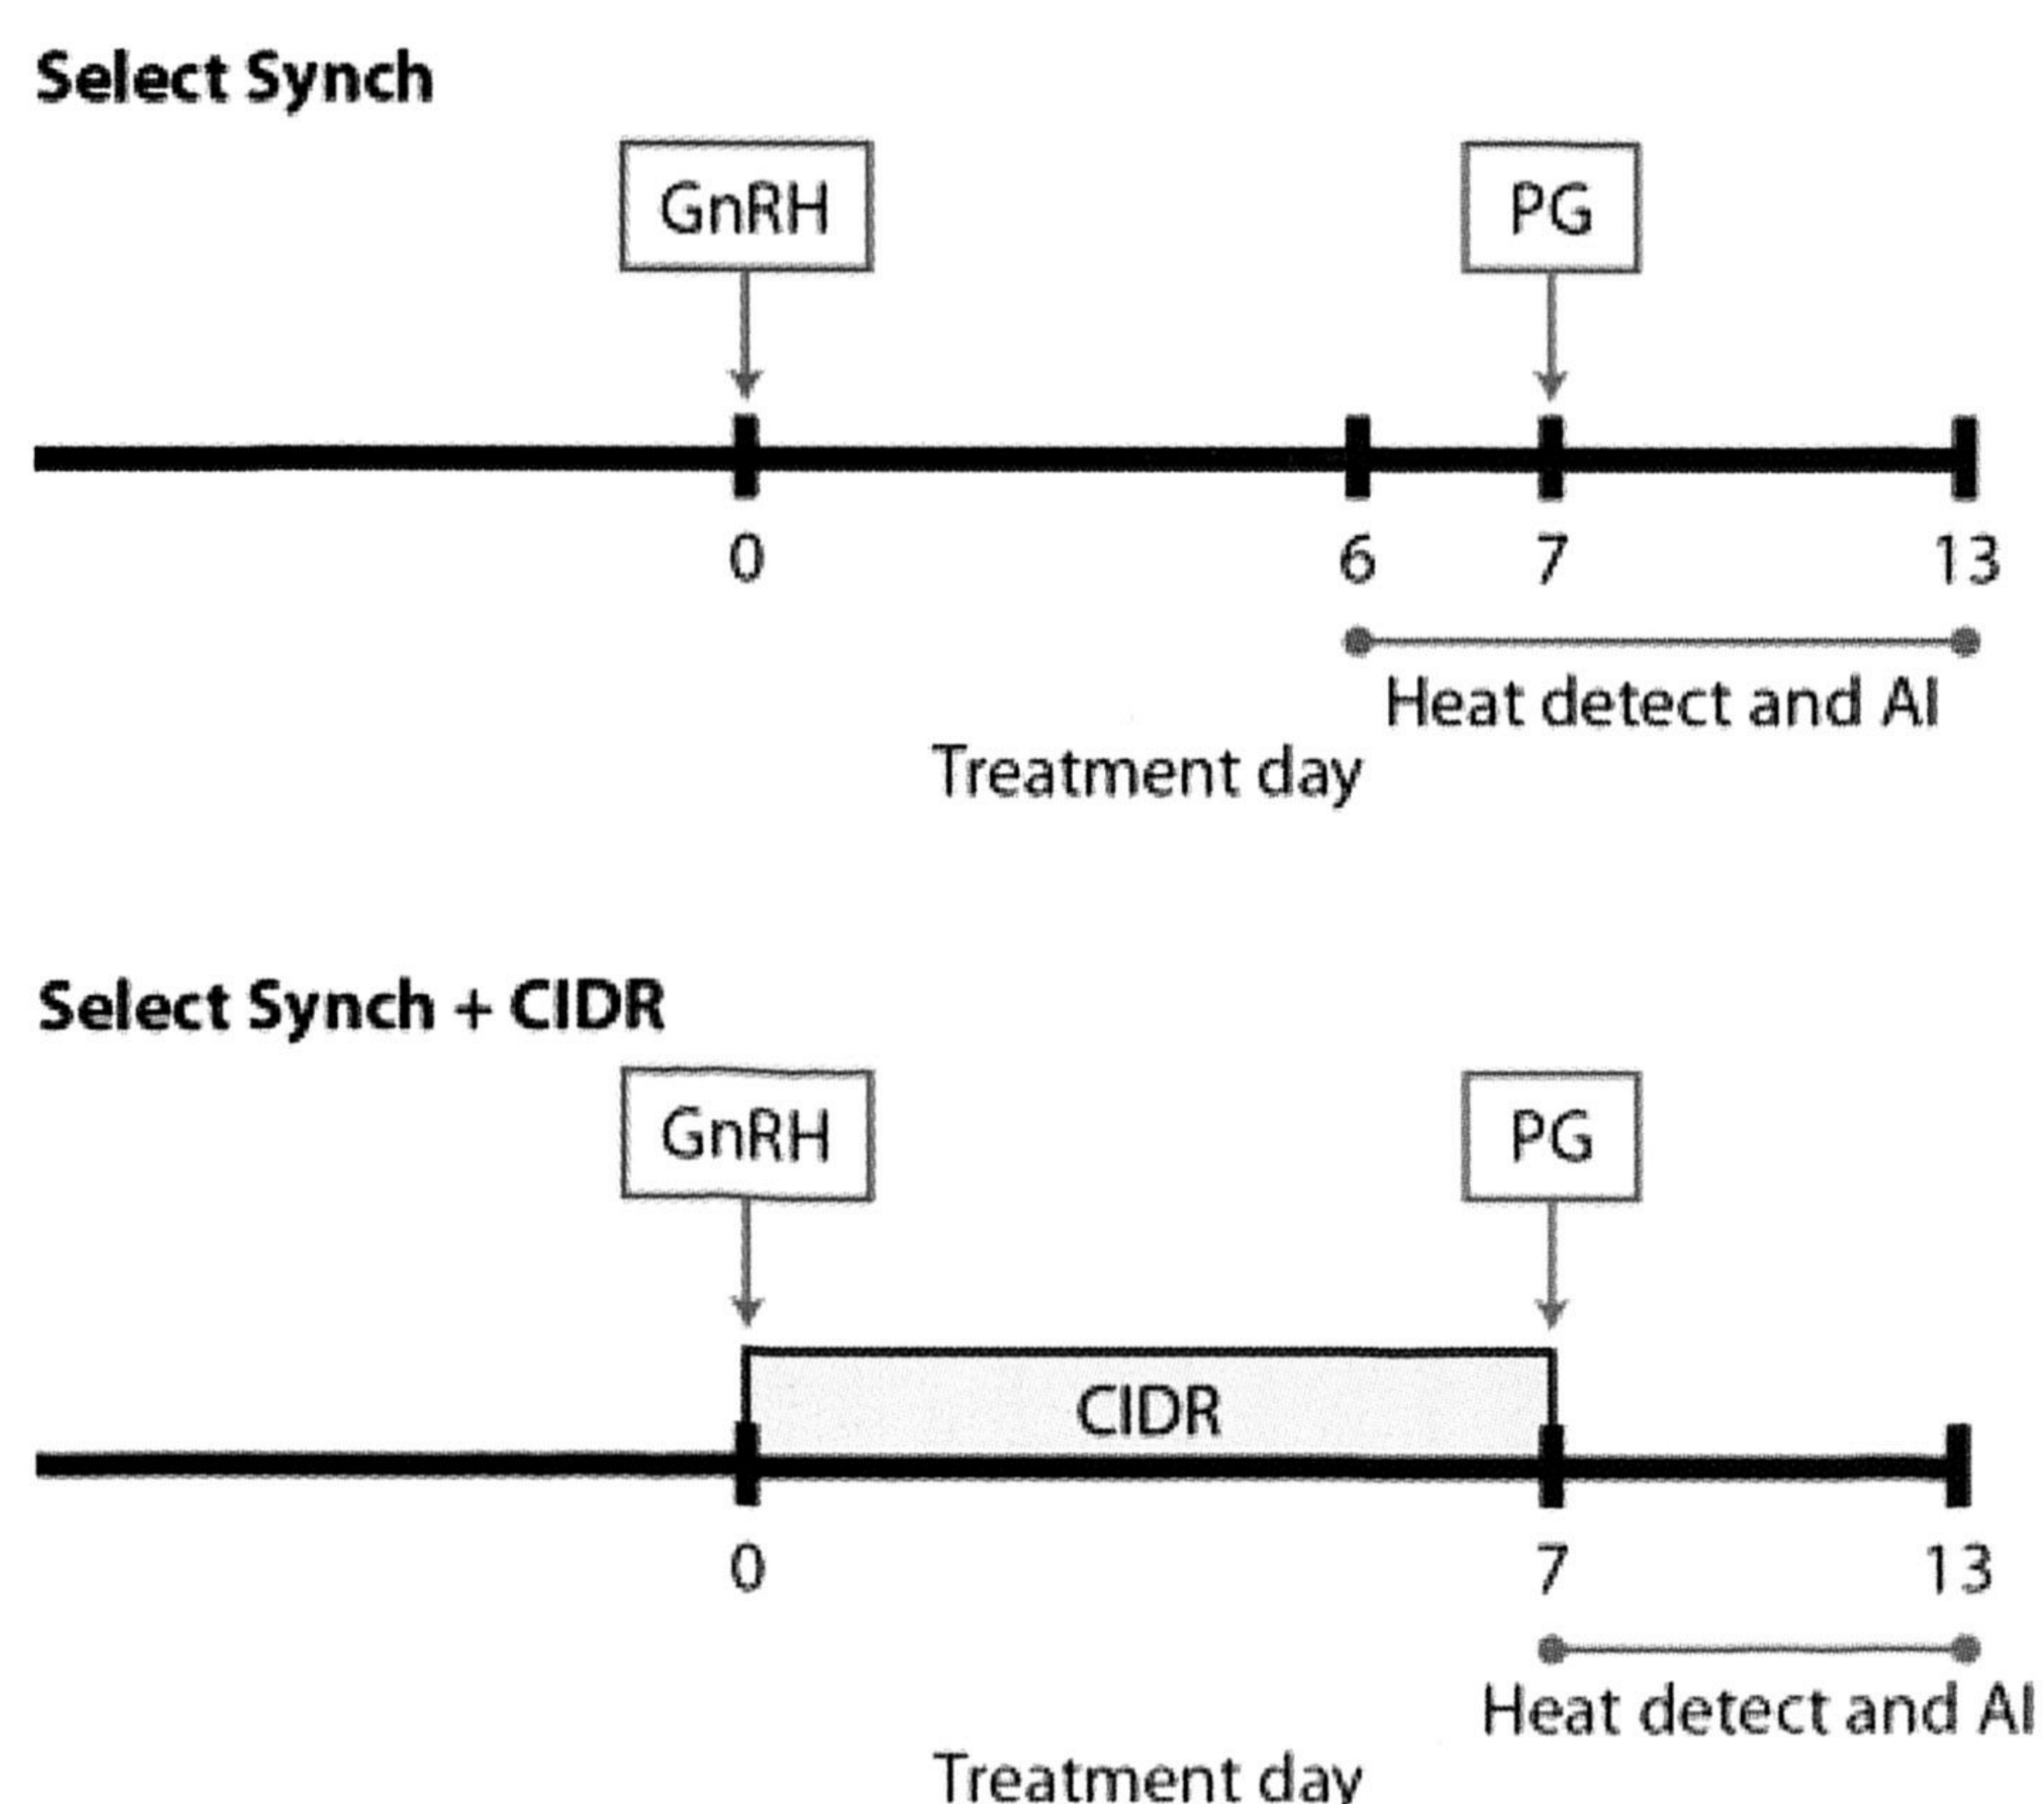 Select Synch
GnRH PG
0 6 7 13
Heat detect and AI
Treatment day
Select Synch + CIDR
GnRH PG
CIDR
0 7 13
Heat detect and AI
Treatment day